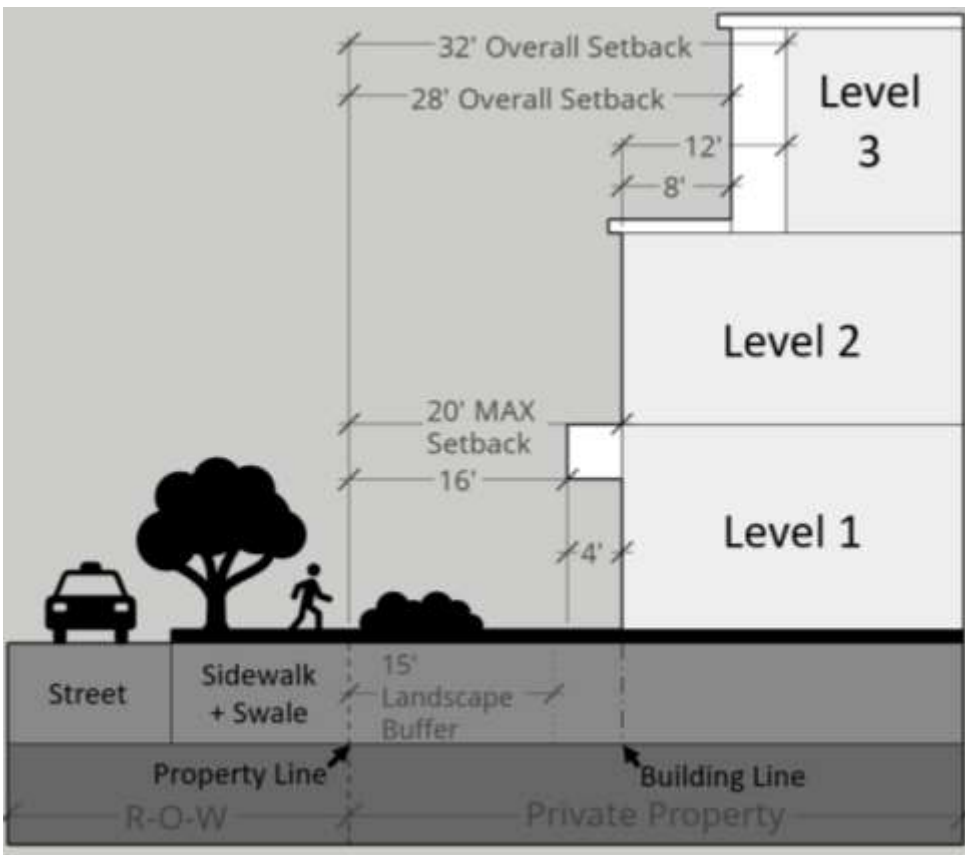 32' Overall Setback
28' Overall Setback
Level
3
12'
8'
Level 2
20' MAX
Setback
16'
Level 1
4'
Street
Sidewalk
+ Swale
15'
Landscape
Buffer
Property Line
Building Line
R-O-W
Private Property